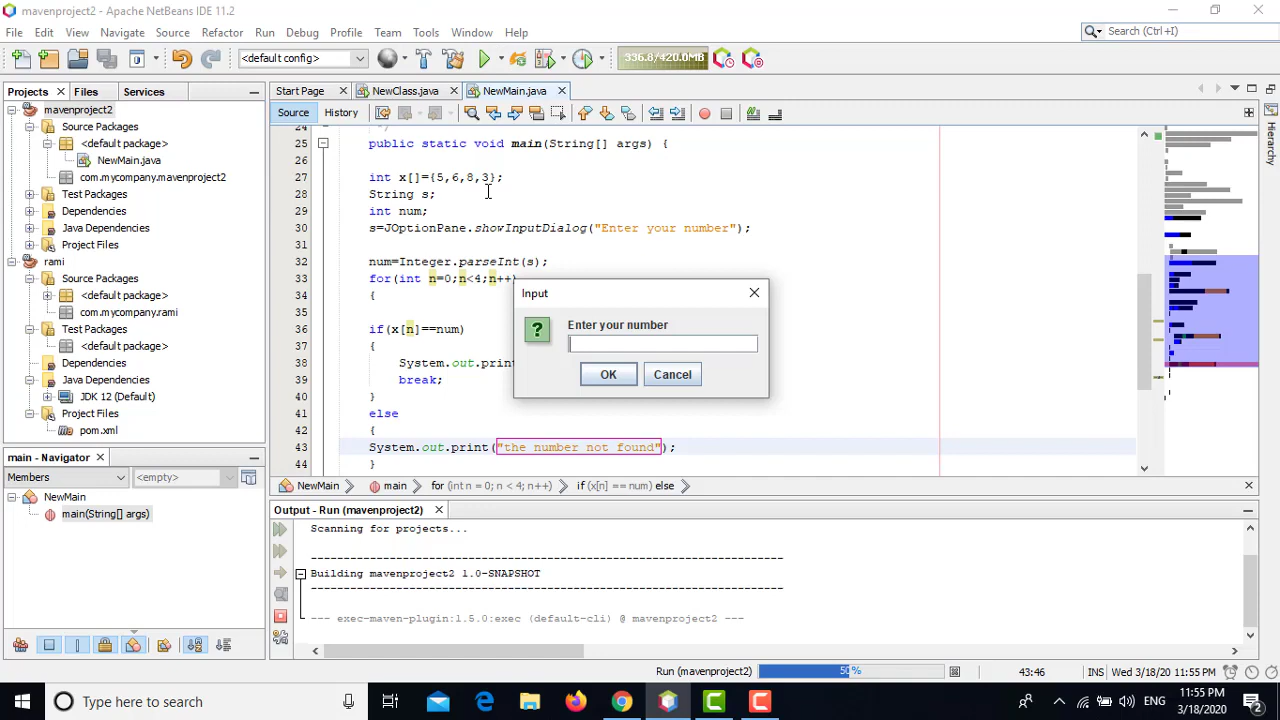 mavenproject2 - Apache NetBeans IDE 11.2
File Edit View Navigate Source Refactor Run Debug Profile Team Tools Window Help
Search (Ctrl+I)
<default config>
336.8/420.0MB
Projects Files Services
Start Page NewClass.java NewMain.java
Source History
mavenproject2
Source Packages
<default package>
NewMain.java
com.mycompany.mavenproject2
Test Packages
Dependencies
Java Dependencies
Project Files
rami
Source Packages
<default package>
com.mycompany.rami
Test Packages
<default package>
Dependencies
Java Dependencies
JDK 12 (Default)
Project Files
pom.xml
24 */
25 public static void main(String[] args) {
26
27 int x[]={5,6,8,3};
28 String s;
29 int num;
30 s=JOptionPane.showInputDialog("Enter your number");
31
32 num=Integer.parseInt(s);
33 for(int n=0;n<4;n++)
34 {
35
36 if(x[n]==num)
37 {
38 System.out.print
39 break;
40 }
41 else
42 {
43 System.out.print("the number not found");
44 }
Input
Enter your number
OK Cancel
Hierarchy
NewMain main for (int n = 0; n < 4; n++) if (x[n] == num) else
main - Navigator
Members <empty>
NewMain
main(String[] args)
Output - Run (mavenproject2)
Scanning for projects...
Building mavenproject2 1.0-SNAPSHOT
--- exec-maven-plugin:1.5.0:exec (default-cli) @ mavenproject2 ---
Run (mavenproject2) 50% 43:46 INS Wed 3/18/20 11:55 PM
Type here to search
ENG
11:55 PM
3/18/2020
2